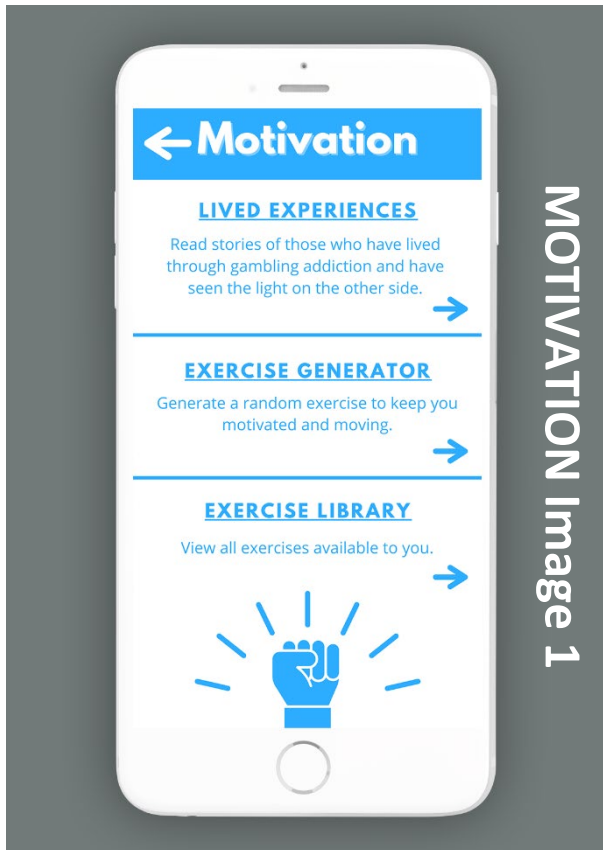 Motivation
LIVED EXPERIENCES
Read stories of those who have lived
through gambling addiction and have
seen the light on the other side.
EXERCISE GENERATOR
Generate a random exercise to keep you
motivated and moving.
EXERCISE LIBRARY
View all exercises available to you.
MOTIVATION Image 1